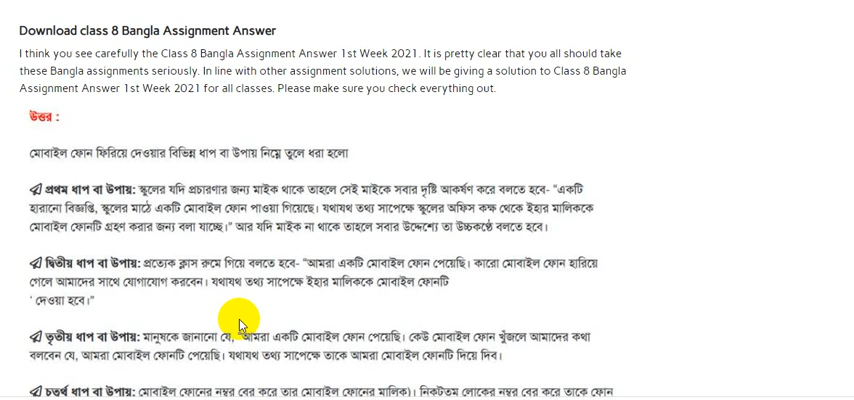 Download class 8 Bangla Assignment Answer
I think you see carefully the Class 8 Bangla Assignment Answer 1st Week 2021. It is pretty clear that you all should take
these Bangla assignments seriously. In line with other assignment solutions, we will be giving a solution to Class 8 Bangla
Assignment Answer 1st Week 2021 for all classes. Please make sure you check everything out.
উত্তর :
মোবাইল ফোন ফিরিয়ে দেওয়ার বিভিন্ন ধাপ বা উপায় নিম্নে তুলে ধরা হলো
প্রথম ধাপ বা উপায়: স্কুলের যদি প্রচারণার জন্য মাইক থাকে তাহলে সেই মাইকে সবার দৃষ্টি আকর্ষণ করে বলতে হবে- "একটি
হারানো বিজ্ঞপ্তি, স্কুলের মাঠে একটি মোবাইল ফোন পাওয়া গিয়েছে। যথাযথ তথ্য সাপেক্ষে স্কুলের অফিস কক্ষ থেকে ইহার মালিককে
মোবাইল ফোনটি গ্রহণ করার জন্য বলা যাচ্ছে।" আর যদি মাইক না থাকে তাহলে সবার উদ্দেশ্যে তা উচ্চকণ্ঠে বলতে হবে।
দ্বিতীয় ধাপ বা উপায়: প্রত্যেক ক্লাস রুমে গিয়ে বলতে হবে- "আমরা একটি মোবাইল ফোন পেয়েছি। কারো মোবাইল ফোন হারিয়ে
গেলে আমাদের সাথে যোগাযোগ করবেন। যথাযথ তথ্য সাপেক্ষে ইহার মালিককে মোবাইল ফোনটি
' দেওয়া হবে।"
তৃতীয় ধাপ বা উপায়: মানুষকে জানানো যে, "আমরা একটি মোবাইল ফোন পেয়েছি। কেউ মোবাইল ফোন খুঁজলে আমাদের কথা
বলবেন যে, আমরা মোবাইল ফোনটি পেয়েছি। যথাযথ তথ্য সাপেক্ষে তাকে আমরা মোবাইল ফোনটি দিয়ে দিব।
চতুর্থ ধাপ বা উপায়: মোবাইল ফোনের নম্বর বের করে তার মোবাইল ফোনের মালিক)। নিকটতম লোকের নম্বর বের করে তাকে ফোন